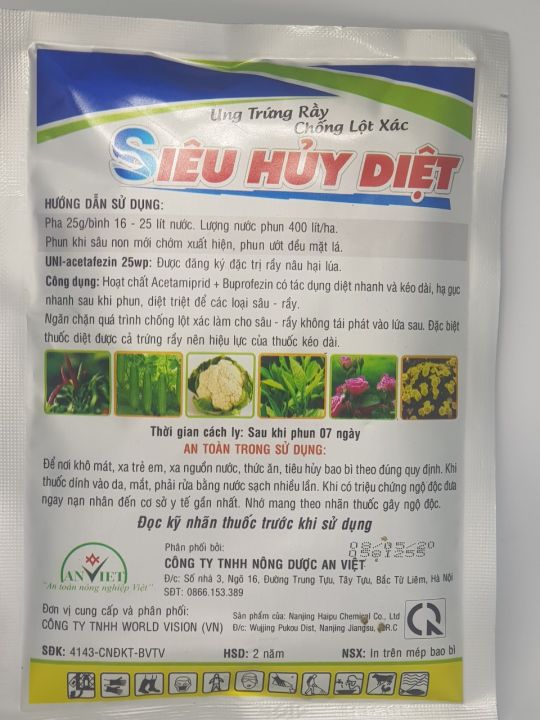 Ung Trứng Rầy
Chống Lột Xác
SIÊU HỦY DIỆT
HƯỚNG DẪN SỬ DỤNG:
Pha 25g/bình 16 - 25 lít nước. Lượng nước phun 400 lít/ha.
Phun khi sâu non mới chớm xuất hiện, phun ướt đều mặt lá.
UNI-acetafezin 25wp: Được đăng ký đặc trị rầy nâu hại lúa.
Công dụng: Hoạt chất Acetamiprid + Buprofezin có tác dụng diệt nhanh và kéo dài, hạ gục
nhanh sau khi phun, diệt triệt để các loại sâu - rầy.
Ngăn chặn quá trình chống lột xác làm cho sâu - rầy không tái phát vào lứa sau. Đặc biệt
thuốc diệt được cả trứng rầy nên hiệu lực của thuốc kéo dài.
Thời gian cách ly: Sau khi phun 07 ngày
AN TOÀN TRONG SỬ DỤNG:
Để nơi khô mát, xa trẻ em, xa nguồn nước, thức ăn, tiêu hủy bao bì theo đúng quy định. Khi
thuốc dính vào da, mắt, phải rửa bằng nước sạch nhiều lần. Khi có triệu chứng ngộ độc đưa
ngay nạn nhân đến cơ sở y tế gần nhất. Nhớ mang theo nhãn thuốc gây ngộ độc.
Đọc kỹ nhãn thuốc trước khi sử dụng
Phân phối bởi:
CÔNG TY TNHH NÔNG DƯỢC AN VIỆT
Đ/c: Số nhà 3, Ngõ 16, Đường Trung Tựu, Tây Tựu, Bắc Từ Liêm, Hà Nội
SĐT: 0866.153.389
AN VIET
"An toàn nông nghiệp Việt"
Đơn vị cung cấp và phân phối:
CÔNG TY TNHH WORLD VISION (VN)
Sản phẩm của: Nanjing Haipu Chemical Co., Ltd
Đ/c: Wujjing Pukou Dist, Nanjing Jiangsu, P.R.C
SĐK: 4143-CNĐKT-BVTV
HSD: 2 năm
NSX: In trên mép bao bì